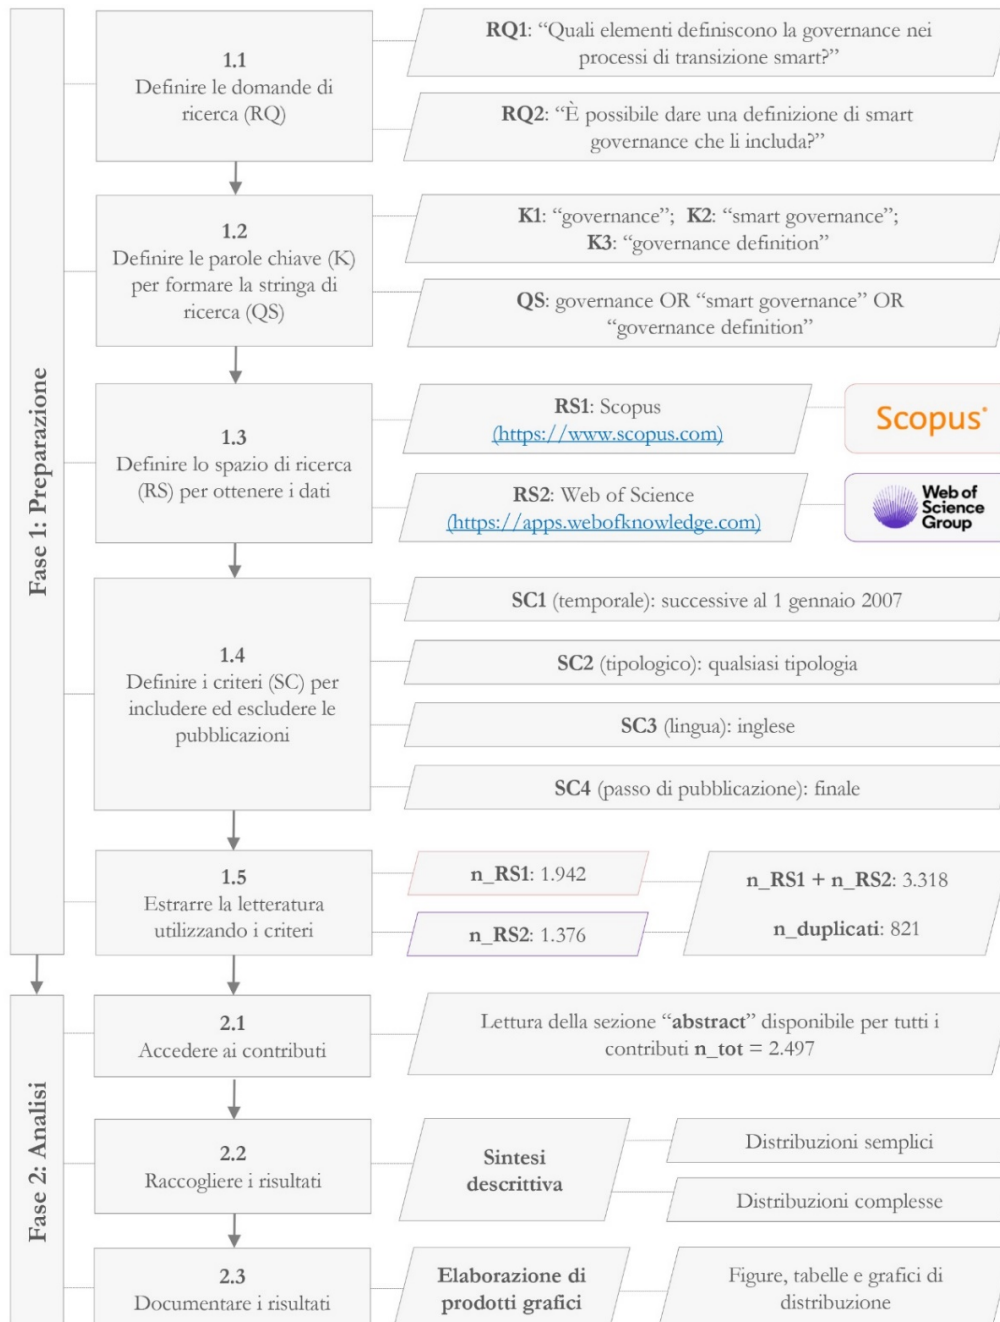 Fase 1: Preparazione
1.1
Definire le domande di
ricerca (RQ)
RQ1: “Quali elementi definiscono la governance nei
processi di transizione smart?”
RQ2: “È possibile dare una definizione di smart
governance che li includa?”
1.2
Definire le parole chiave (K)
per formare la stringa di
ricerca (QS)
K1: “governance”; K2: “smart governance”;
K3: “governance definition”
QS: governance OR “smart governance” OR
“governance definition”
1.3
Definire lo spazio di ricerca
(RS) per ottenere i dati
RS1: Scopus
(https://www.scopus.com)
Scopus
RS2: Web of Science
(https://apps.webofknowledge.com)
Web of
Science
Group
1.4
Definire i criteri (SC) per
includere ed escludere le
pubblicazioni
SC1 (temporale): successive al 1 gennaio 2007
SC2 (tipologico): qualsiasi tipologia
SC3 (lingua): inglese
SC4 (passo di pubblicazione): finale
1.5
Estrarre la letteratura
utilizzando i criteri
n_RS1: 1.942
n_RS2: 1.376
n_RS1 + n_RS2: 3.318
n_duplicati: 821
Fase 2: Analisi
2.1
Accedere ai contributi
Lettura della sezione “abstract” disponibile per tutti i
contributi n_tot = 2.497
2.2
Raccogliere i risultati
Sintesi
descrittiva
Distribuzioni semplici
Distribuzioni complesse
2.3
Documentare i risultati
Elaborazione di
prodotti grafici
Figure, tabelle e grafici di
distribuzione